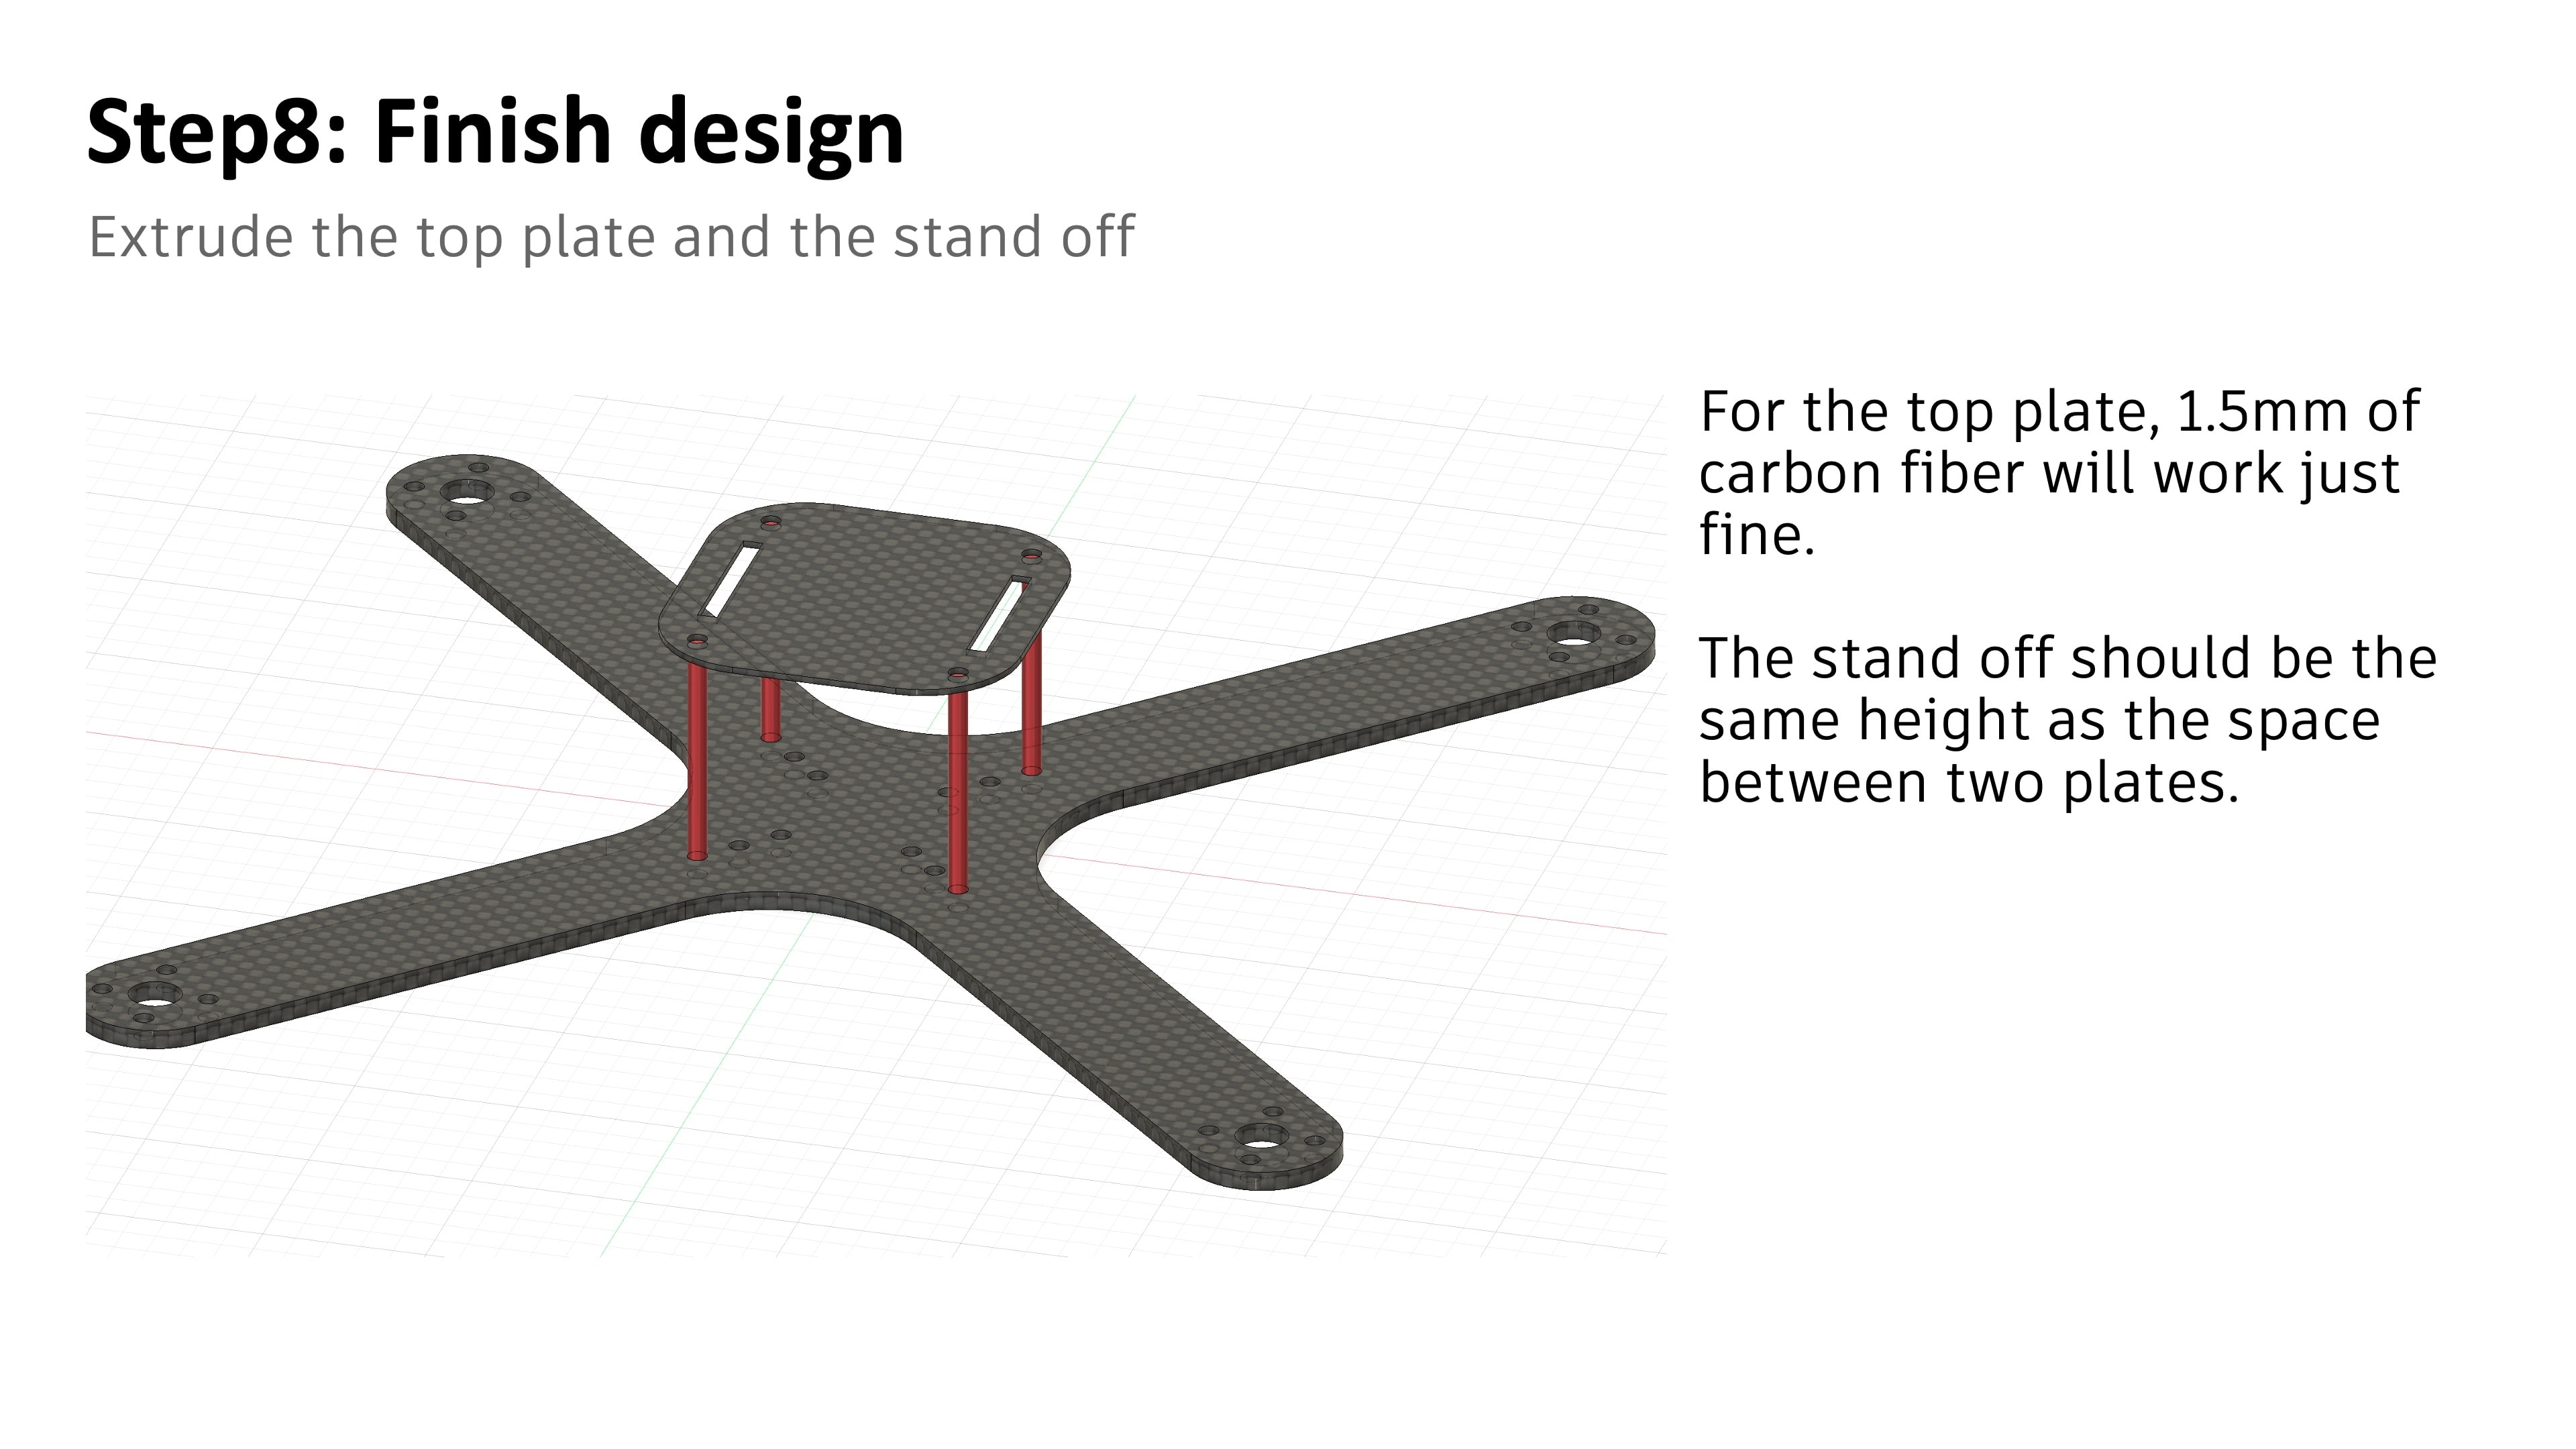 Step8: Finish design
Extrude the top plate and the stand off
For the top plate, 1.5mm of
carbon fiber will work just
fine.
The stand off should be the
same height as the space
between two plates.